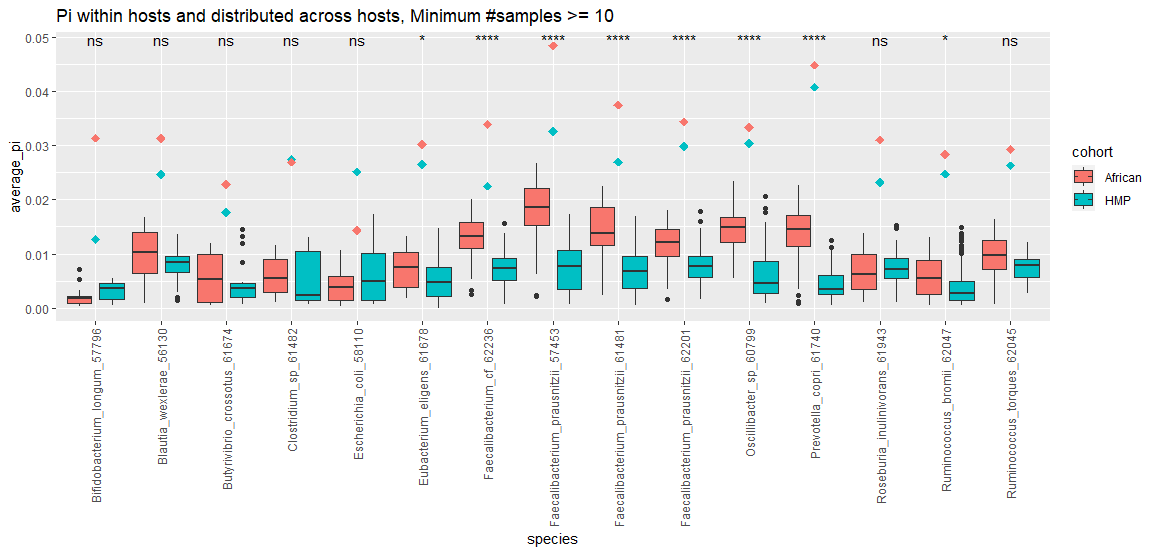 Pi within hosts and distributed across hosts, Minimum #samples >= 10
average_pi
0.05
0.04
0.03
0.02
0.01
0.00
ns ns ns ns ns * **** **** **** **** **** **** ns * ns
Bifidobacterium_longum_57796
Blautia_wexlerae_56130
Butyrivibrio_crossotus_61674
Clostridium_sp_61482
Escherichia_coli_58110
Eubacterium_eligens_61678
Faecalibacterium_cf_62236
Faecalibacterium_prausnitzii_57453
Faecalibacterium_prausnitzii_61481
Faecalibacterium_prausnitzii_62201
Oscillibacter_sp_60799
Prevotella_copri_61740
Roseburia_inulinivorans_61943
Ruminococcus_bromii_62047
Ruminococcus_torques_62045
species
cohort
African
HMP